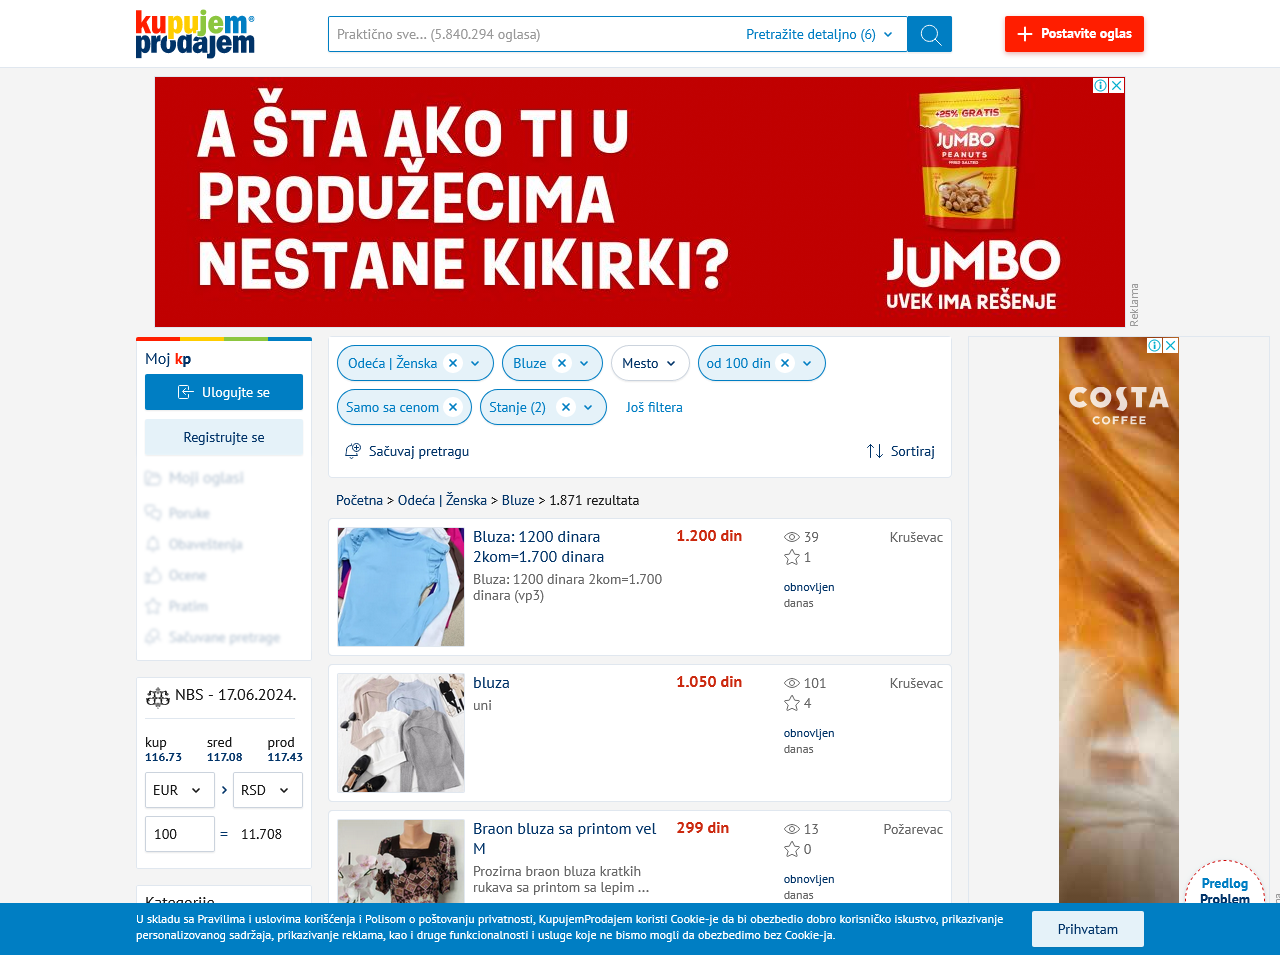 kupujem®
prodajem
Praktično sve... (5.840.294 oglasa)
Pretražite detaljno (6)
Postavite oglas
A ŠTA AKO TI U
PRODUŽECIMA
NESTANE KIKIRKI?
+25% GRATIS
JUMBO
PEANUTS
FRIED SALTED
JUMBO
UVEK IMA REŠENJE
Reklama
Moj kp
Ulogujte se
Registrujte se
Moji oglasi
Poruke
Obaveštenja
Ocene
Pratim
Sačuvane pretrage
NBS - 17.06.2024.
kup sred prod
116.73 117.08 117.43
EUR RSD
100 = 11.708
Kategorije
Odeća | Ženska Bluze Mesto od 100 din
Samo sa cenom Stanje (2) Još filtera
Sačuvaj pretragu Sortiraj
Početna > Odeća | Ženska > Bluze > 1.871 rezultata
Bluza: 1200 dinara
2kom=1.700 dinara
Bluza: 1200 dinara 2kom=1.700
dinara (vp3)
1.200 din
39
1
obnovljen
danas
Kruševac
bluza
uni
1.050 din
101
4
obnovljen
danas
Kruševac
Braon bluza sa printom vel
M
Prozirna braon bluza kratkih
rukava sa printom sa lepim ...
299 din
13
0
obnovljen
danas
Požarevac
COSTA
COFFEE
Predlog
Problem
U skladu sa Pravilima i uslovima korišćenja i Polisom o poštovanju privatnosti, KupujemProdajem koristi Cookie-je da bi obezbedio dobro korisničko iskustvo, prikazivanje
personalizovanog sadržaja, prikazivanje reklama, kao i druge funkcionalnosti i usluge koje ne bismo mogli da obezbedimo bez Cookie-ja.
Prihvatam